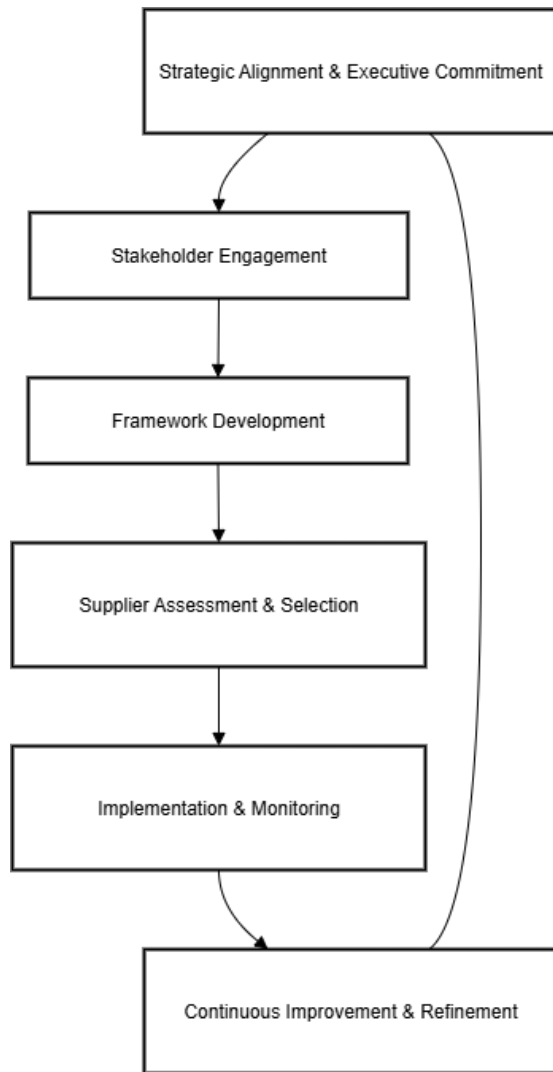 Strategic Alignment & Executive Commitment
Stakeholder Engagement
Framework Development
Supplier Assessment & Selection
Implementation & Monitoring
Continuous Improvement & Refinement